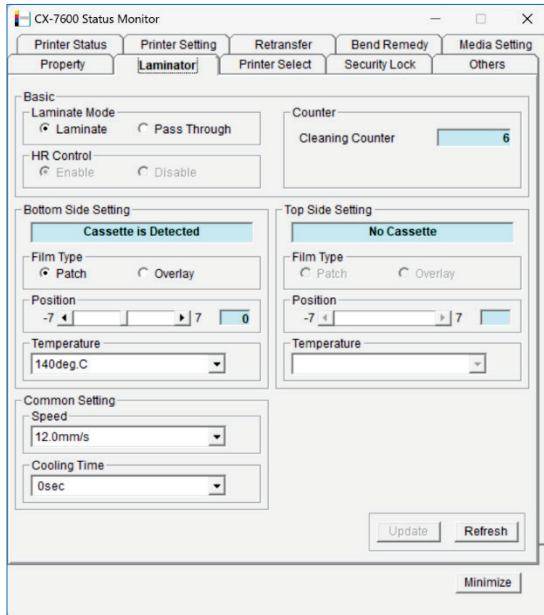 CX-7600 Status Monitor
Printer Status Printer Setting Retransfer Bend Remedy Media Setting
Property Laminator Printer Select Security Lock Others
Basic
Laminate Mode
Laminate Pass Through
HR Control
Enable Disable
Counter
Cleaning Counter 6
Bottom Side Setting
Cassette is Detected
Film Type
Patch Overlay
Position
-7 7 0
Temperature
140deg.C
Top Side Setting
No Cassette
Film Type
Patch Overlay
Position
-7 7
Temperature
Common Setting
Speed
12.0mm/s
Cooling Time
0sec
Update Refresh
Minimize